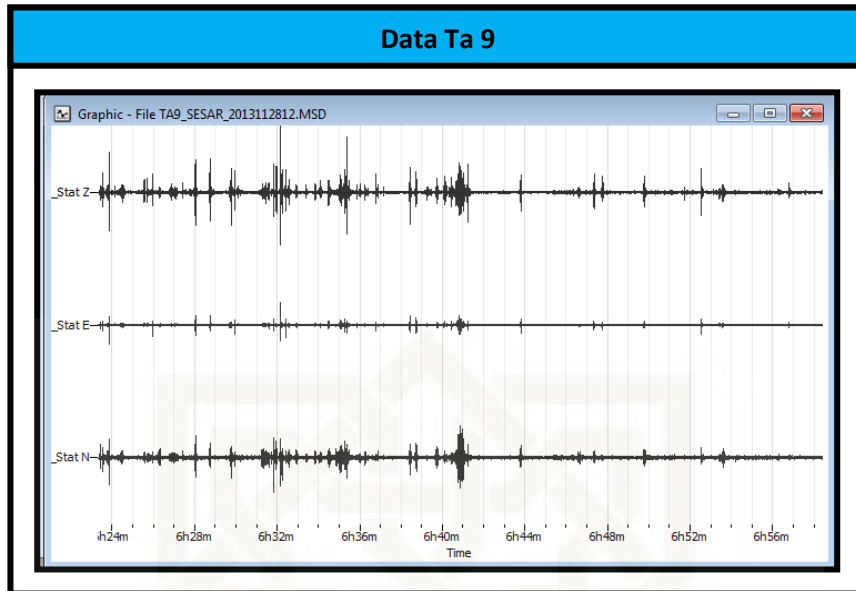 Data Ta 9
Graphic - File TA9_SESAR_2013112812.MSD
_Stat Z
_Stat E
_Stat N
h24m 6h28m 6h32m 6h36m 6h40m 6h44m 6h48m 6h52m 6h56m
Time